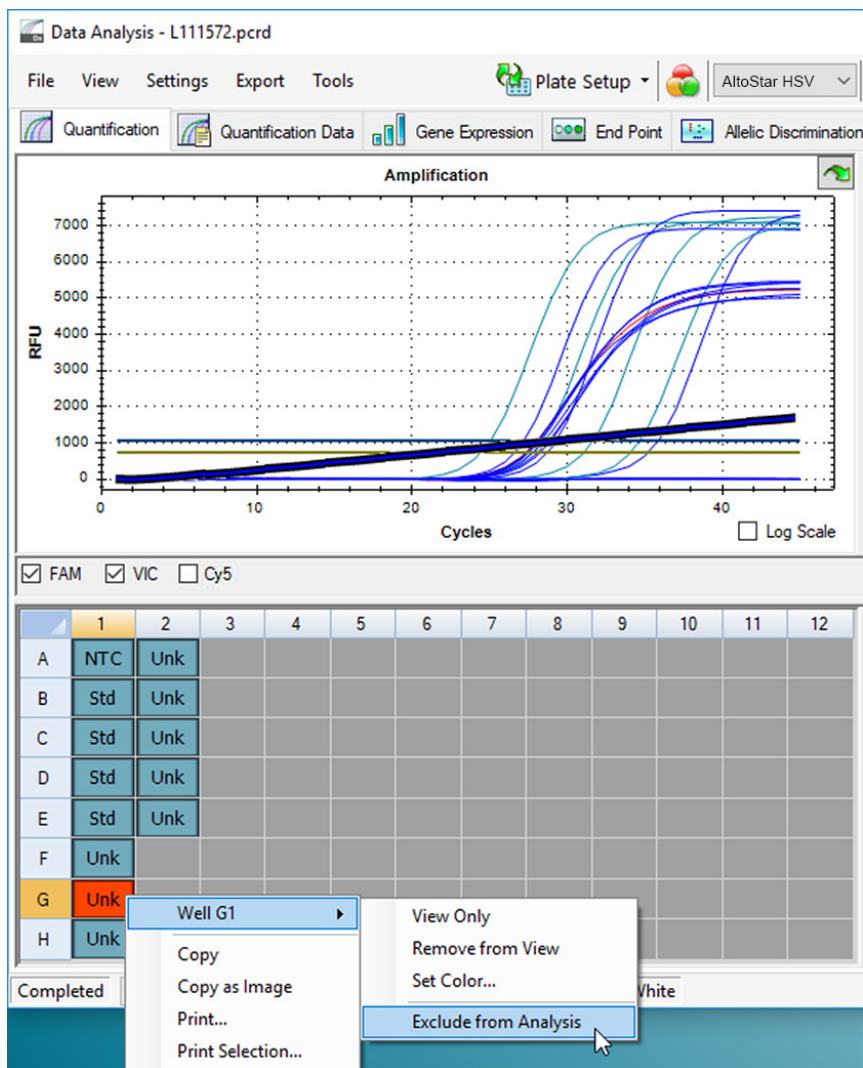 Data Analysis - L111572.pcrd
File View Settings Export Tools Plate Setup AltoStar HSV
Quantification Quantification Data Gene Expression End Point Allelic Discrimination
Amplification
7000
6000
5000
4000
3000
2000
1000
0
RFU
0 10 20 30 40
Cycles
Log Scale
FAM VIC Cy5
1 2 3 4 5 6 7 8 9 10 11 12
A NTC Unk
B Std Unk
C Std Unk
D Std Unk
E Std Unk
F Unk
G Unk
H Unk
Well G1
Copy
Copy as Image
Print...
Print Selection...
View Only
Remove from View
Set Color...
Exclude from Analysis
Completed